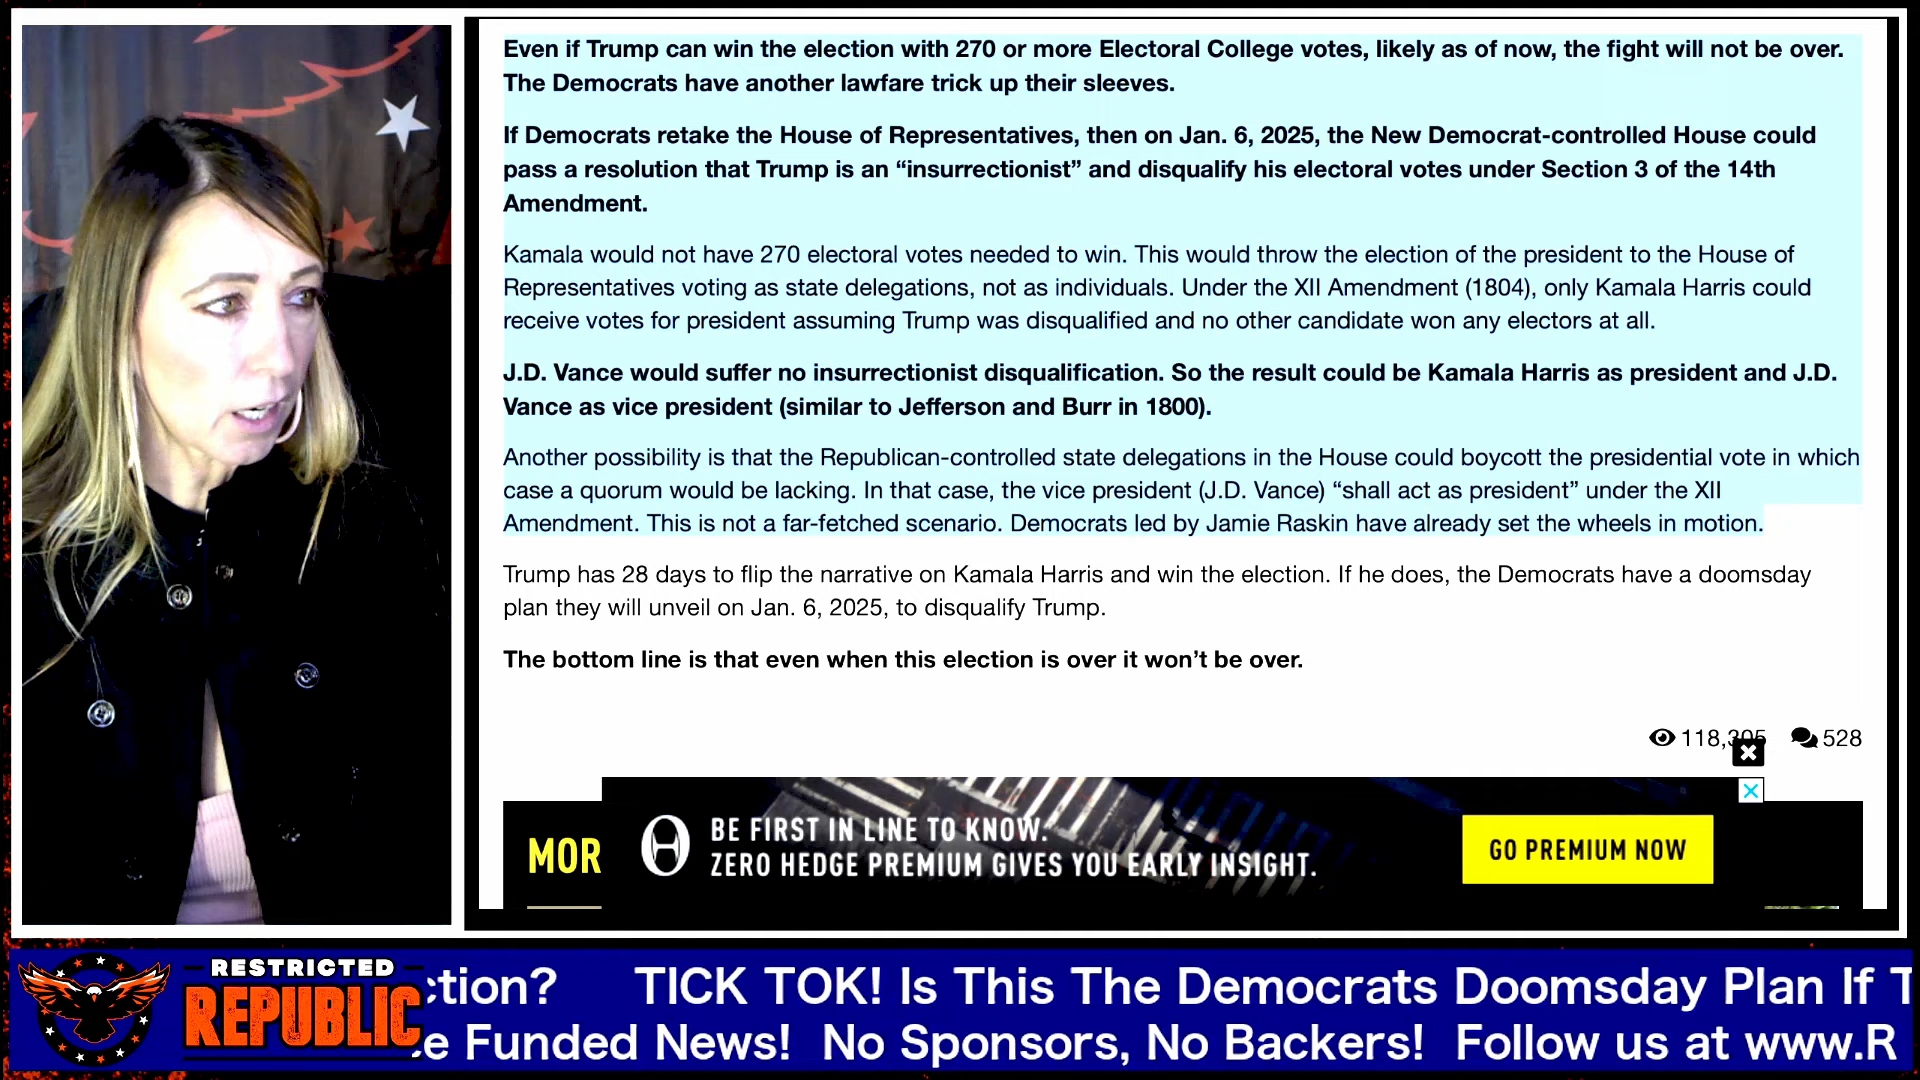 Even if Trump can win the election with 270 or more Electoral College votes, likely as of now, the fight will not be over.
The Democrats have another lawfare trick up their sleeves.
If Democrats retake the House of Representatives, then on Jan. 6, 2025, the New Democrat-controlled House could
pass a resolution that Trump is an “insurrectionist” and disqualify his electoral votes under Section 3 of the 14th
Amendment.
Kamala would not have 270 electoral votes needed to win. This would throw the election of the president to the House of
Representatives voting as state delegations, not as individuals. Under the XII Amendment (1804), only Kamala Harris could
receive votes for president assuming Trump was disqualified and no other candidate won any electors at all.
J.D. Vance would suffer no insurrectionist disqualification. So the result could be Kamala Harris as president and J.D.
Vance as vice president (similar to Jefferson and Burr in 1800).
Another possibility is that the Republican-controlled state delegations in the House could boycott the presidential vote in which
case a quorum would be lacking. In that case, the vice president (J.D. Vance) “shall act as president” under the XII
Amendment. This is not a far-fetched scenario. Democrats led by Jamie Raskin have already set the wheels in motion.
Trump has 28 days to flip the narrative on Kamala Harris and win the election. If he does, the Democrats have a doomsday
plan they will unveil on Jan. 6, 2025, to disqualify Trump.
The bottom line is that even when this election is over it won’t be over.
528
MOR
BE FIRST IN LINE TO KNOW.
ZERO HEDGE PREMIUM GIVES YOU EARLY INSIGHT.
GO PREMIUM NOW
RESTRICTED
REPUBLIC
ction? TICK TOK! Is This The Democrats Doomsday Plan If T
e Funded News! No Sponsors, No Backers! Follow us at www.R